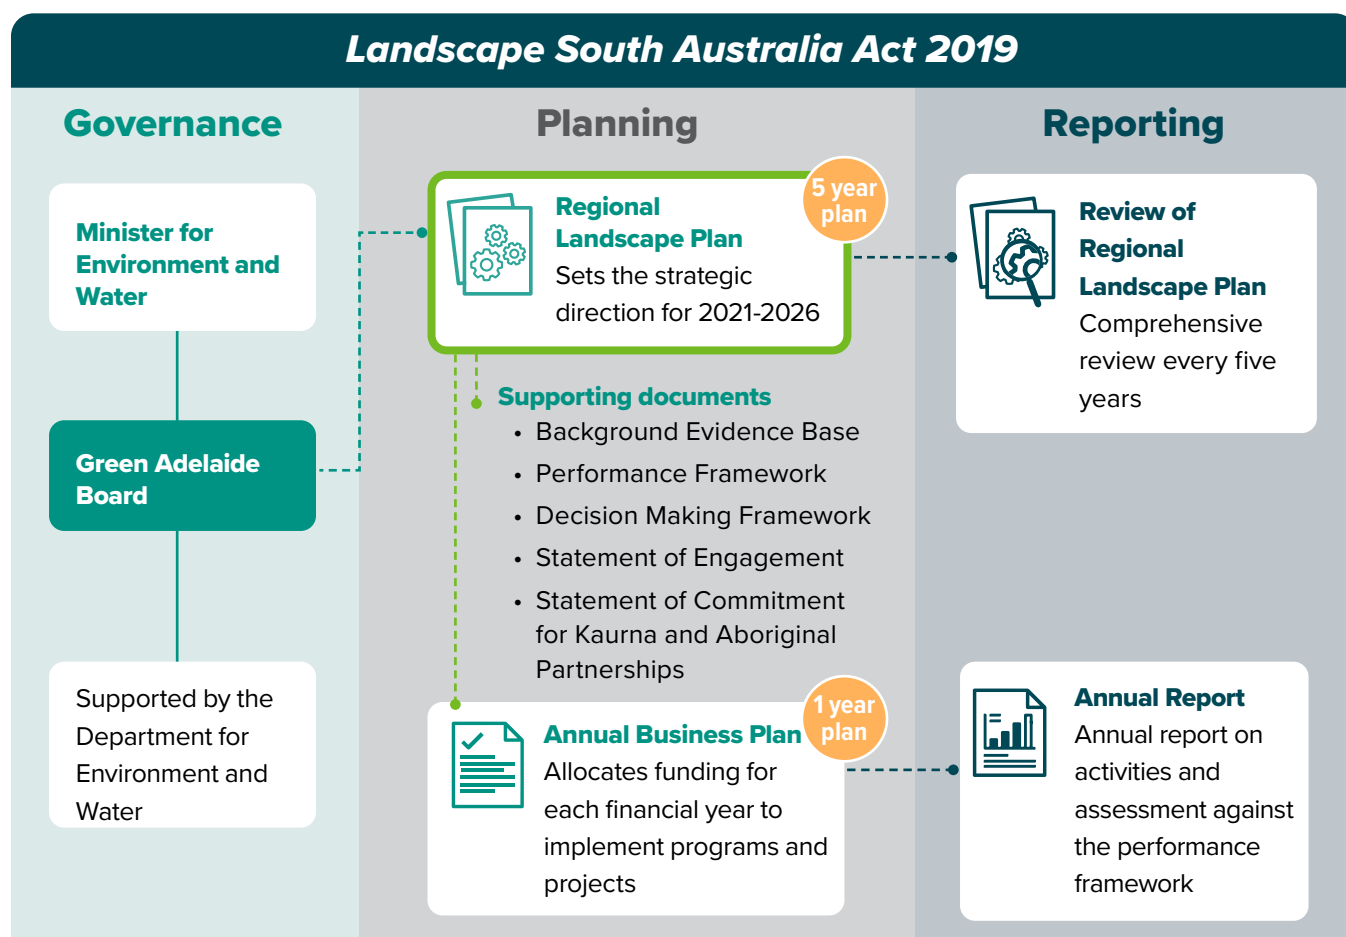 Landscape South Australia Act 2019
Governance
Minister for
Environment and
Water
Green Adelaide
Board
Supported by the
Department for
Environment and
Water
Planning
5 year
plan
Regional
Landscape Plan
Sets the strategic
direction for 2021-2026
Supporting documents
• Background Evidence Base
• Performance Framework
• Decision Making Framework
• Statement of Engagement
• Statement of Commitment
for Kaurna and Aboriginal
Partnerships
1 year
plan
Annual Business Plan
Allocates funding for
each financial year to
implement programs and
projects
Reporting
Review of
Regional
Landscape Plan
Comprehensive
review every five
years
Annual Report
Annual report on
activities and
assessment against
the performance
framework